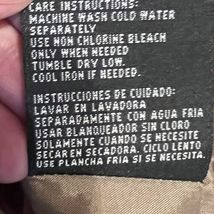 CARE INSTRUCTIONS:
MACHINE WASH COLD WATER
SEPARATELY
USE NON CHLORINE BLEACH
ONLY WHEN NEEDED
TUMBLE DRY LOW.
COOL IRON IF NEEDED.
INSTRUCCIONES DE CUIDADO:
LAVAR EN LAVADORA
SEPARADAMENTE CON AGUA FRIA
USAR BLANQUEADOR SIN CLORO
SOLAMENTE CUANDO SE NECESITE
SECAR EN SECADORA. CICLO LENTO
USE PLANCHA FRIA SI SE NECESITA.